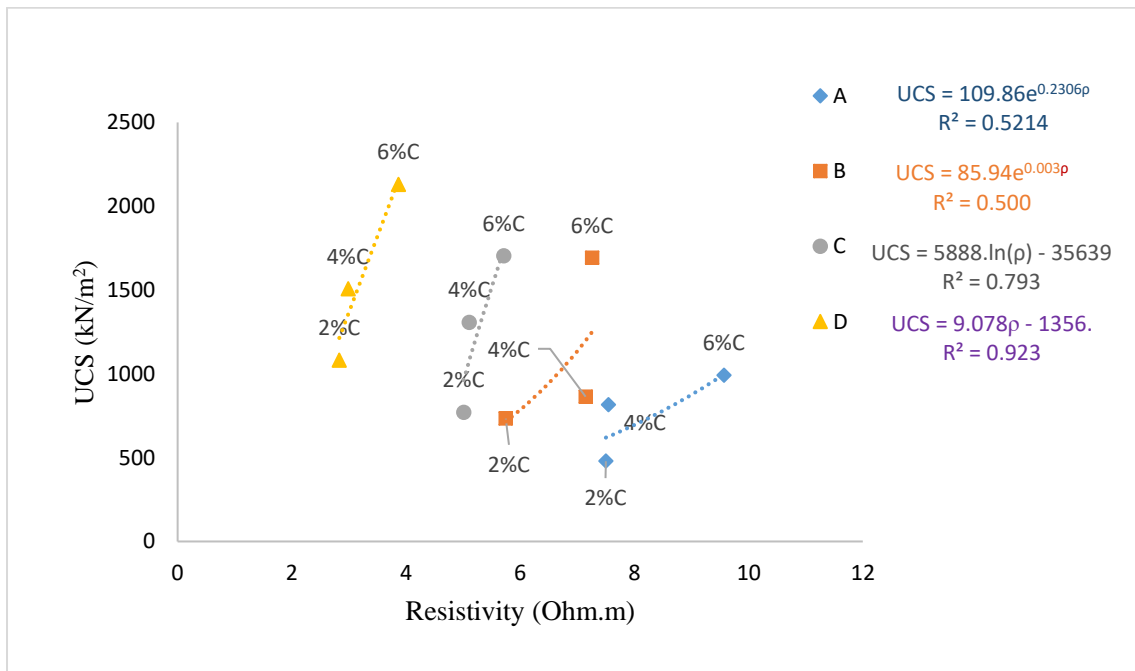 A
UCS = 109.86e^0.2306ρ
R² = 0.5214
B
UCS = 85.94e^0.003ρ
R² = 0.500
C
UCS = 5888.ln(ρ) - 35639
R² = 0.793
D
UCS = 9.078ρ - 1356.
R² = 0.923
UCS (kN/m²)
2500
2000
1500
1000
500
0
6%C
4%C
2%C
6%C
4%C
2%C
6%C
4%C
2%C
6%C
4%C
2%C
0 2 4 6 8 10 12
Resistivity (Ohm.m)